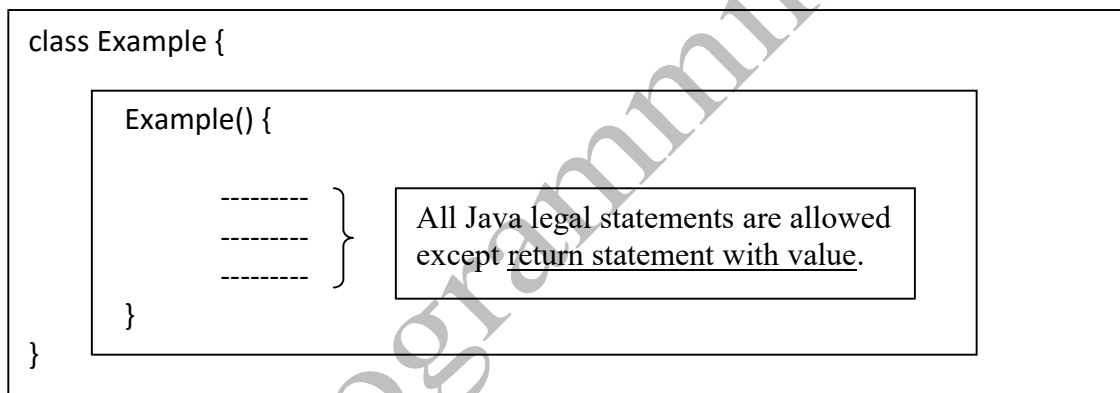 class Example {
Example() {
---------
---------
---------
All Java legal statements are allowed
except return statement with value.
}
}